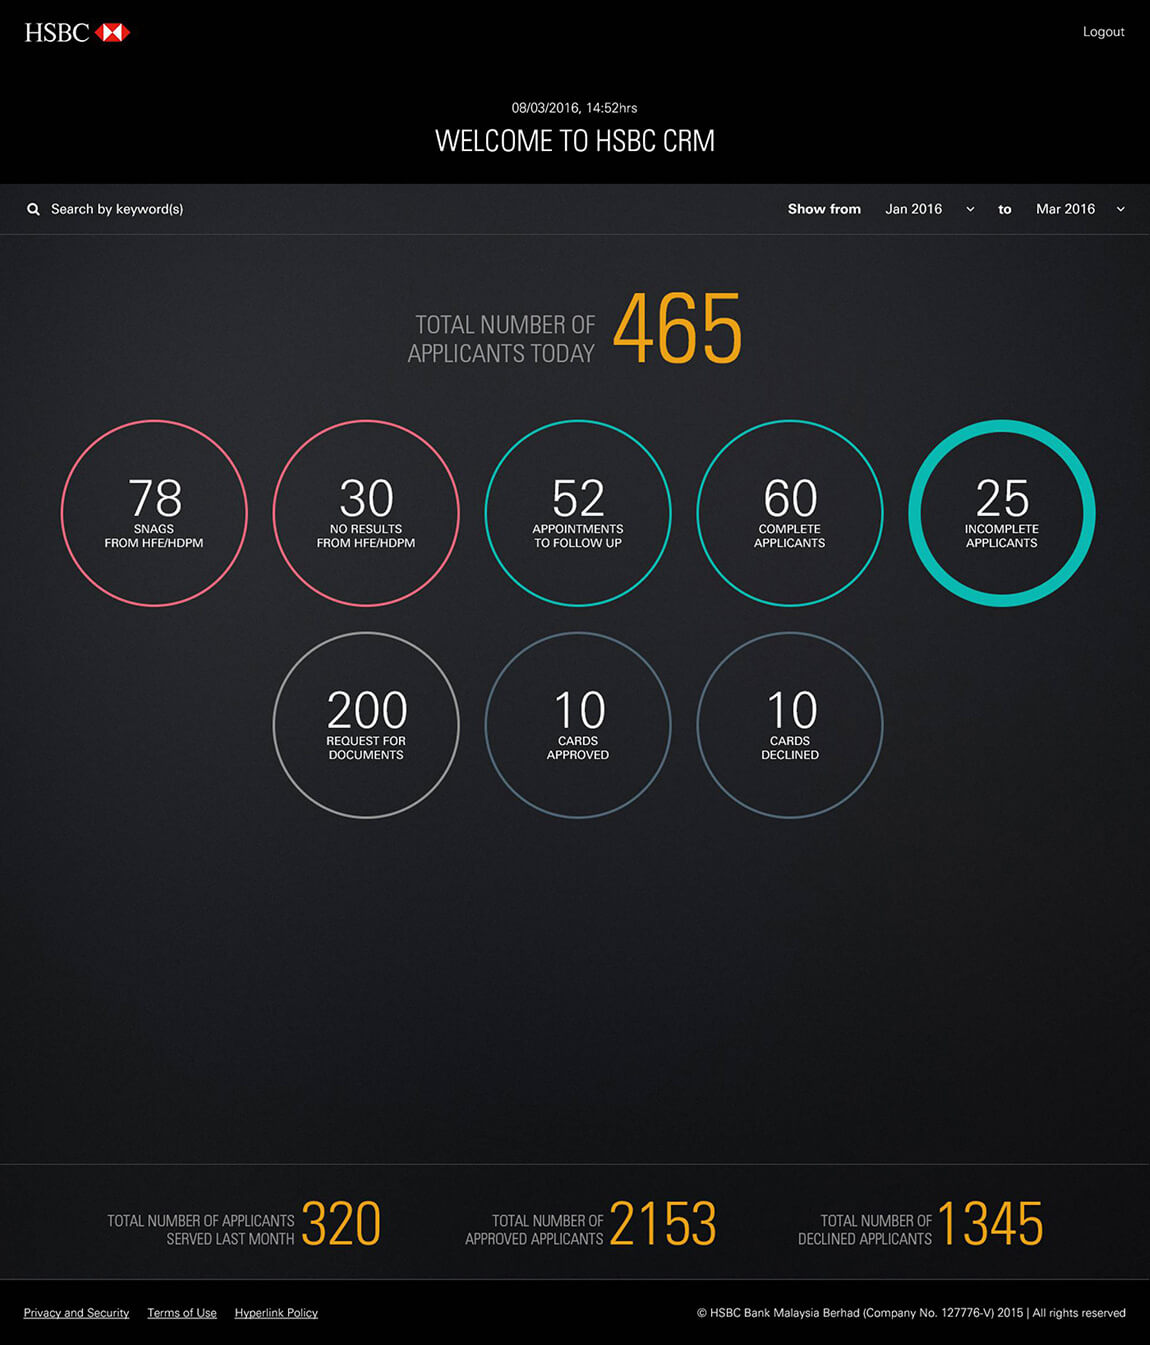 HSBC
Logout
08/03/2016, 14:52hrs
WELCOME TO HSBC CRM
Search by keyword(s)
Show from Jan 2016 to Mar 2016
TOTAL NUMBER OF
APPLICANTS TODAY
465
78
SNAGS
FROM HFE/HDPM
30
NO RESULTS
FROM HFE/HDPM
52
APPOINTMENTS
TO FOLLOW UP
60
COMPLETE
APPLICANTS
25
INCOMPLETE
APPLICANTS
200
REQUEST FOR
DOCUMENTS
10
CARDS
APPROVED
10
CARDS
DECLINED
TOTAL NUMBER OF APPLICANTS
SERVED LAST MONTH
320
TOTAL NUMBER OF
APPROVED APPLICANTS
2153
TOTAL NUMBER OF
DECLINED APPLICANTS
1345
Privacy and Security Terms of Use Hyperlink Policy
© HSBC Bank Malaysia Berhad (Company No. 127776-V) 2015 | All rights reserved